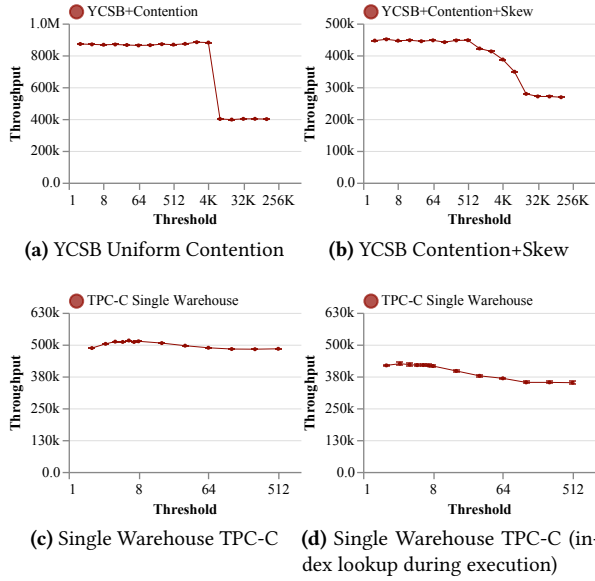 YCSB+Contention
1.0M
800k
600k
400k
200k
0.0
Throughput
1 8 64 512 4K 32K 256K
Threshold
(a) YCSB Uniform Contention
YCSB+Contention+Skew
500k
400k
300k
200k
100k
0.0
Throughput
1 8 64 512 4K 32K 256K
Threshold
(b) YCSB Contention+Skew
TPC-C Single Warehouse
630k
500k
380k
250k
130k
0.0
Throughput
1 8 64 512
Threshold
(c) Single Warehouse TPC-C
TPC-C Single Warehouse
630k
500k
380k
250k
130k
0.0
Throughput
1 8 64 512
Threshold
(d) Single Warehouse TPC-C (in-
dex lookup during execution)